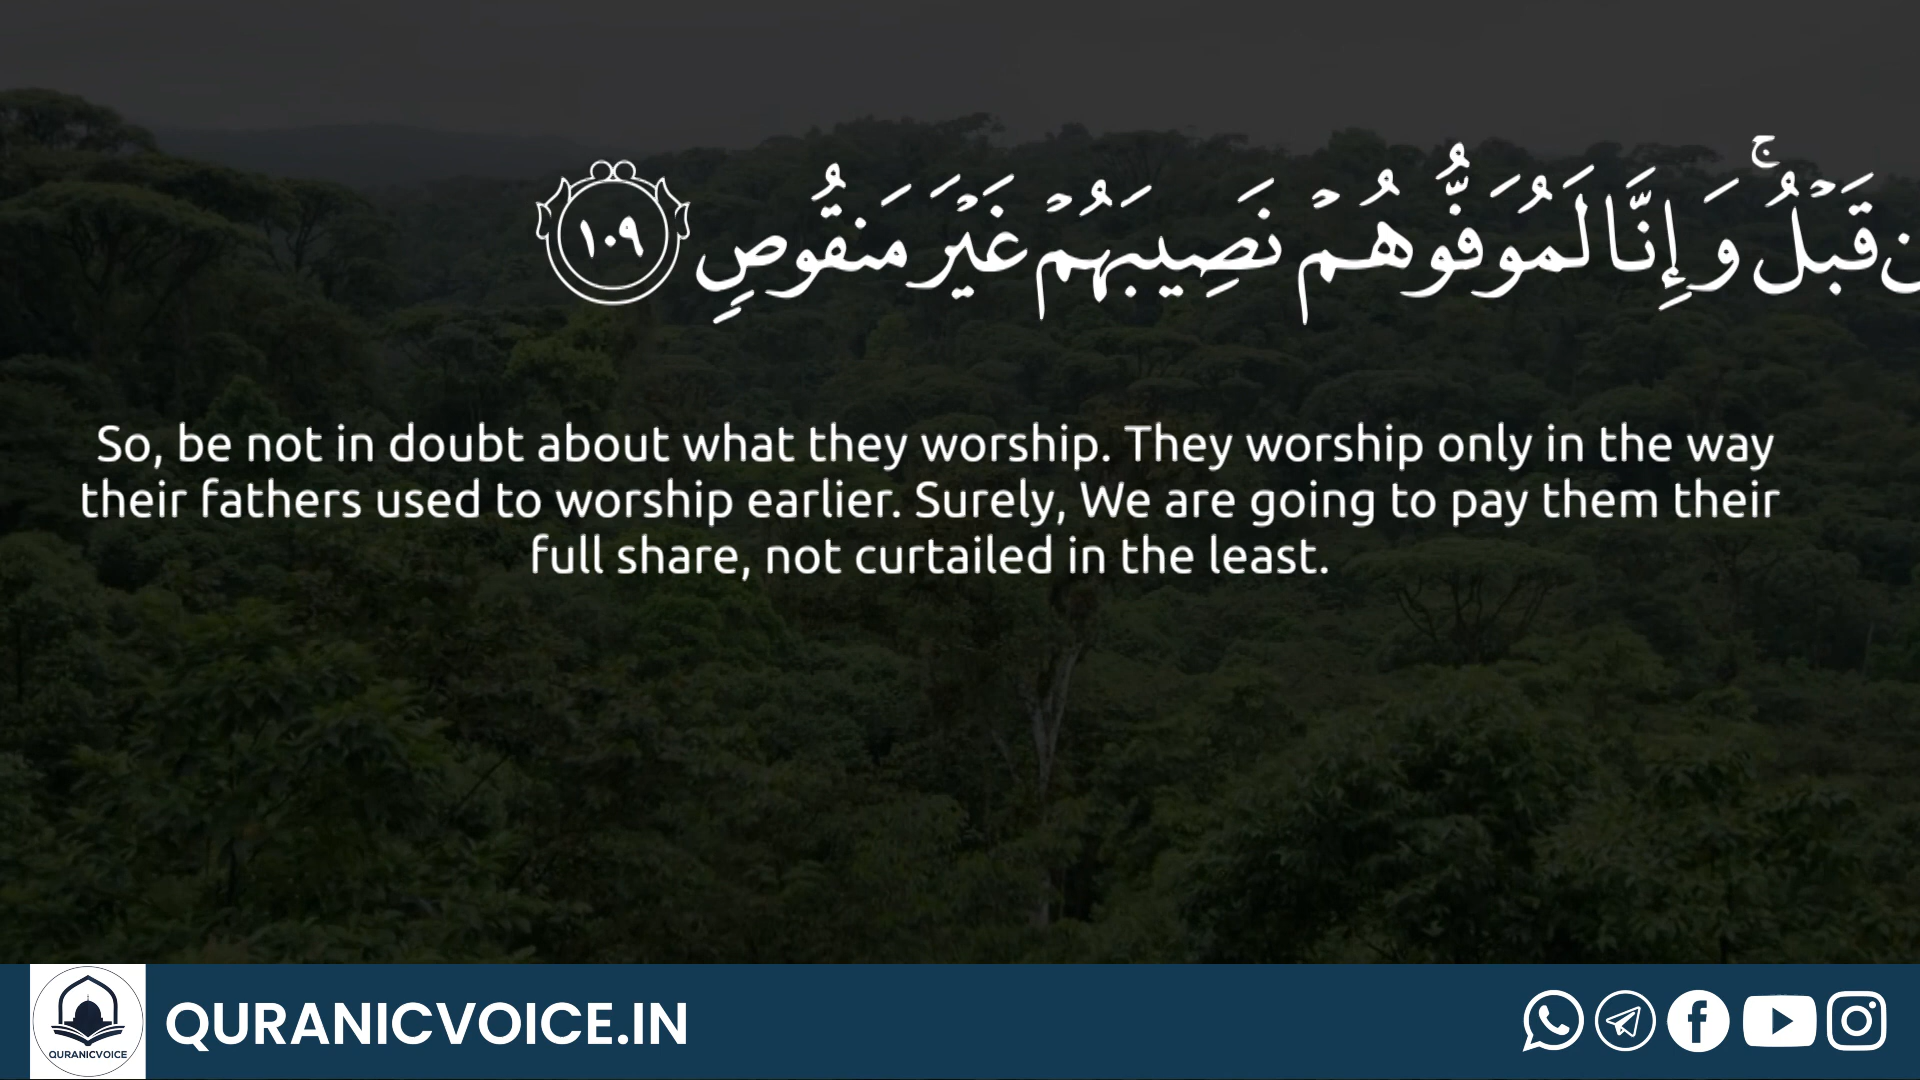 قَبۡلُۚ وَإِنَّا لَمُوَفُّوهُمۡ نَصِيبَهُمۡ غَيۡرَ مَنقُوصٖ ١٠٩
So, be not in doubt about what they worship. They worship only in the way
their fathers used to worship earlier. Surely, We are going to pay them their
full share, not curtailed in the least.
QURANICVOICE
QURANICVOICE.IN